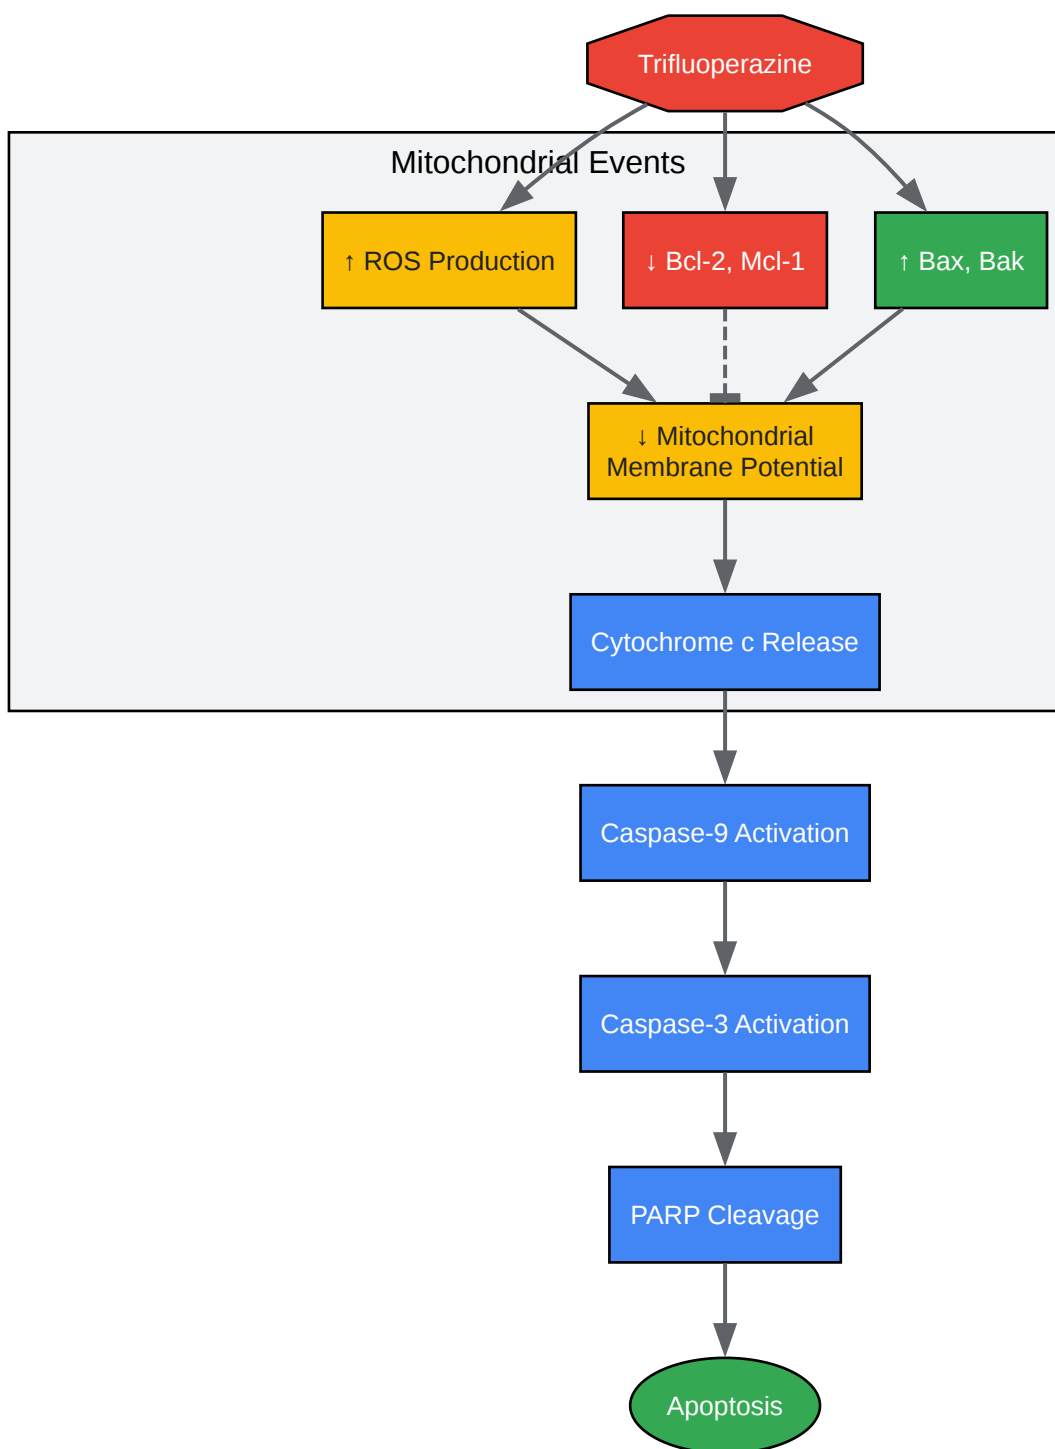 Trifluoperazine
Mitochondrial Events
↑ ROS Production
↓ Bcl-2, Mcl-1
↑ Bax, Bak
↓ Mitochondrial
Membrane Potential
Cytochrome c Release
Caspase-9 Activation
Caspase-3 Activation
PARP Cleavage
Apoptosis